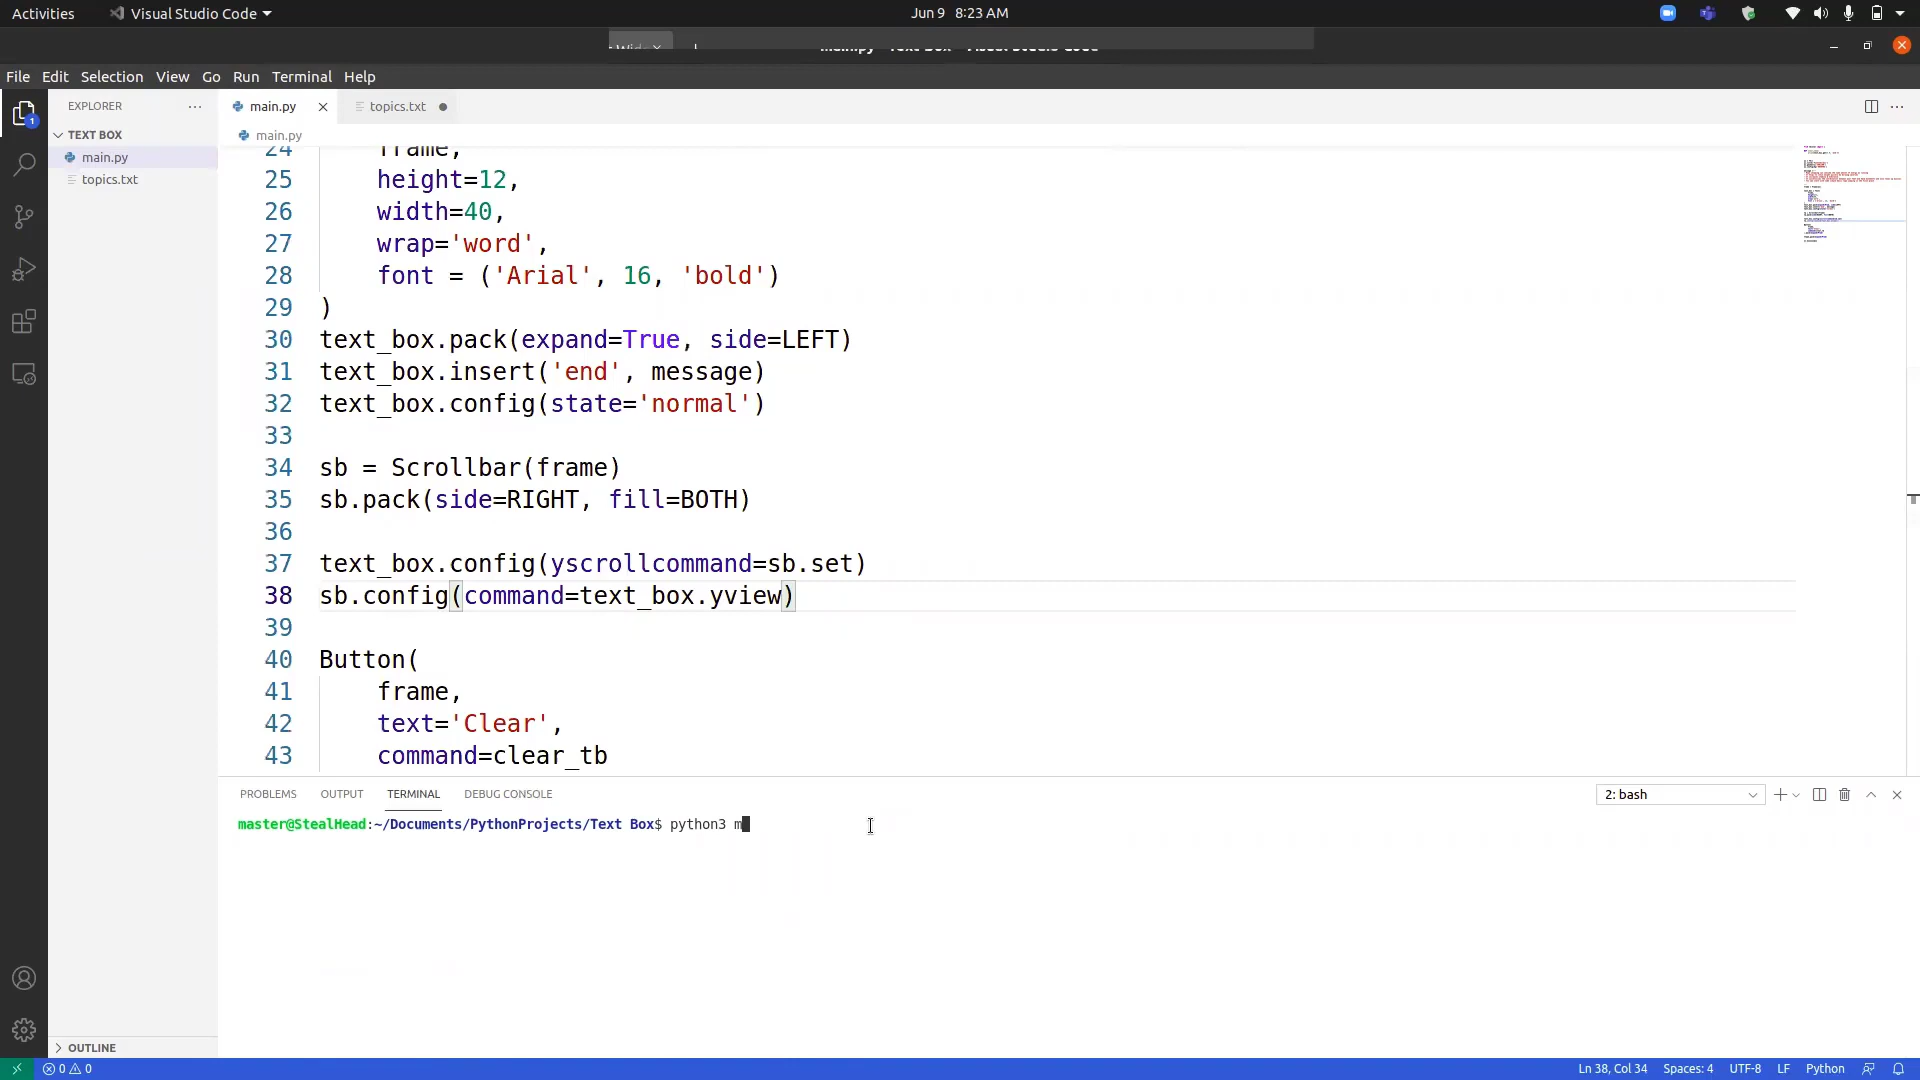 Activities Visual Studio Code Jun 9 8:23 AM
File Edit Selection View Go Run Terminal Help
EXPLORER
main.py
topics.txt
TEXT BOX
main.py
main.py
topics.txt
24 frame,
25 height=12,
26 width=40,
27 wrap='word',
28 font = ('Arial', 16, 'bold')
29 )
30 text_box.pack(expand=True, side=LEFT)
31 text_box.insert('end', message)
32 text_box.config(state='normal')
33
34 sb = Scrollbar(frame)
35 sb.pack(side=RIGHT, fill=BOTH)
36
37 text_box.config(yscrollcommand=sb.set)
38 sb.config(command=text_box.yview)
39
40 Button(
41 frame,
42 text='Clear',
43 command=clear_tb
PROBLEMS OUTPUT TERMINAL DEBUG CONSOLE 2: bash
master@StealHead:~/Documents/PythonProjects/Text Box$ python3 m
OUTLINE
0 0 Ln 38, Col 34 Spaces: 4 UTF-8 LF Python
1